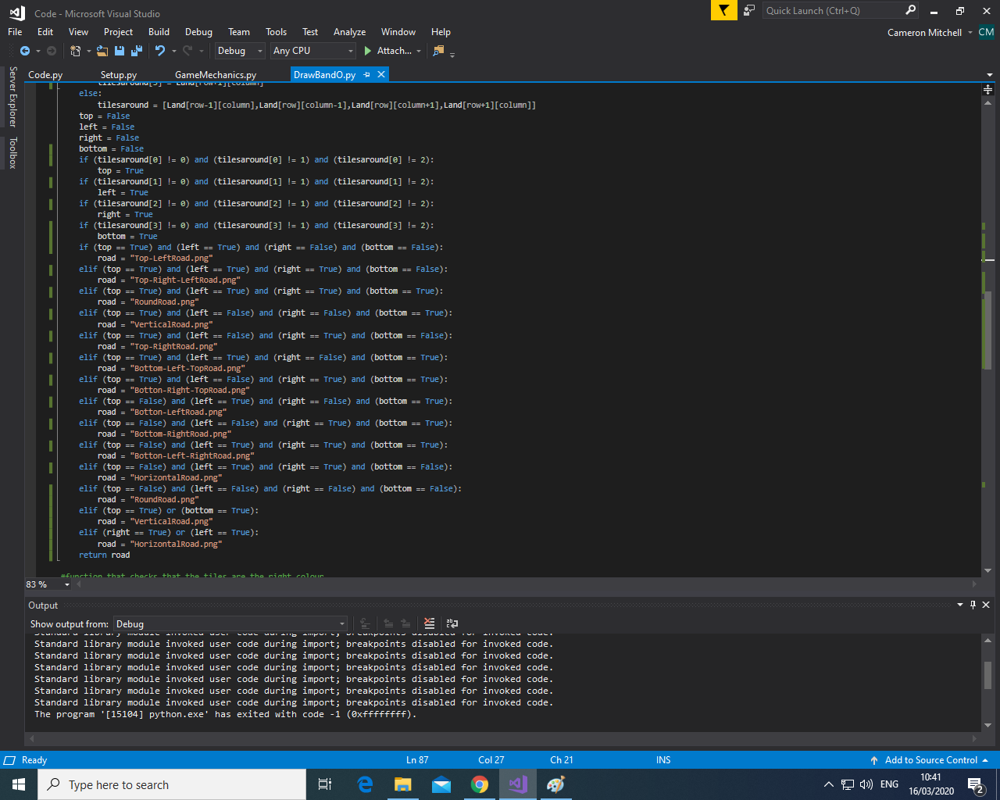 Code - Microsoft Visual Studio
Quick Launch (Ctrl+Q)
File Edit View Project Build Debug Team Tools Test Analyze Window Help
Cameron Mitchell CM
Debug Any CPU Attach...
Server Explorer
Toolbox
Code.py Setup.py GameMechanics.py DrawBandO.py
tilesaround[3] = Land[row+1][column]
else:
tilesaround = [Land[row-1][column],Land[row][column-1],Land[row][column+1],Land[row+1][column]]
top = False
left = False
right = False
bottom = False
if (tilesaround[0] != 0) and (tilesaround[0] != 1) and (tilesaround[0] != 2):
top = True
if (tilesaround[1] != 0) and (tilesaround[1] != 1) and (tilesaround[1] != 2):
left = True
if (tilesaround[2] != 0) and (tilesaround[2] != 1) and (tilesaround[2] != 2):
right = True
if (tilesaround[3] != 0) and (tilesaround[3] != 1) and (tilesaround[3] != 2):
bottom = True
if (top == True) and (left == True) and (right == False) and (bottom == False):
road = "Top-LeftRoad.png"
elif (top == True) and (left == True) and (right == True) and (bottom == False):
road = "Top-Right-LeftRoad.png"
elif (top == True) and (left == True) and (right == True) and (bottom == True):
road = "RoundRoad.png"
elif (top == True) and (left == False) and (right == False) and (bottom == True):
road = "VerticalRoad.png"
elif (top == True) and (left == False) and (right == True) and (bottom == False):
road = "Top-RightRoad.png"
elif (top == True) and (left == True) and (right == False) and (bottom == True):
road = "Bottom-Left-TopRoad.png"
elif (top == True) and (left == False) and (right == True) and (bottom == True):
road = "Botton-Right-TopRoad.png"
elif (top == False) and (left == True) and (right == False) and (bottom == True):
road = "Botton-LeftRoad.png"
elif (top == False) and (left == False) and (right == True) and (bottom == True):
road = "Bottom-RightRoad.png"
elif (top == False) and (left == True) and (right == True) and (bottom == True):
road = "Botton-Left-RightRoad.png"
elif (top == False) and (left == True) and (right == True) and (bottom == False):
road = "HorizontalRoad.png"
elif (top == False) and (left == False) and (right == False) and (bottom == False):
road = "RoundRoad.png"
elif (top == True) or (bottom == True):
road = "VerticalRoad.png"
elif (right == True) or (left == True):
road = "HorizontalRoad.png"
return road
#function that checks that the tiles are the right colour
83 %
Output
Show output from: Debug
Standard library module invoked user code during import; breakpoints disabled for invoked code.
Standard library module invoked user code during import; breakpoints disabled for invoked code.
Standard library module invoked user code during import; breakpoints disabled for invoked code.
Standard library module invoked user code during import; breakpoints disabled for invoked code.
Standard library module invoked user code during import; breakpoints disabled for invoked code.
Standard library module invoked user code during import; breakpoints disabled for invoked code.
Standard library module invoked user code during import; breakpoints disabled for invoked code.
The program '[15104] python.exe' has exited with code -1 (0xffffffff).
Ready Ln 87 Col 27 Ch 21 INS Add to Source Control
Type here to search
ENG
10:41
16/03/2020
2